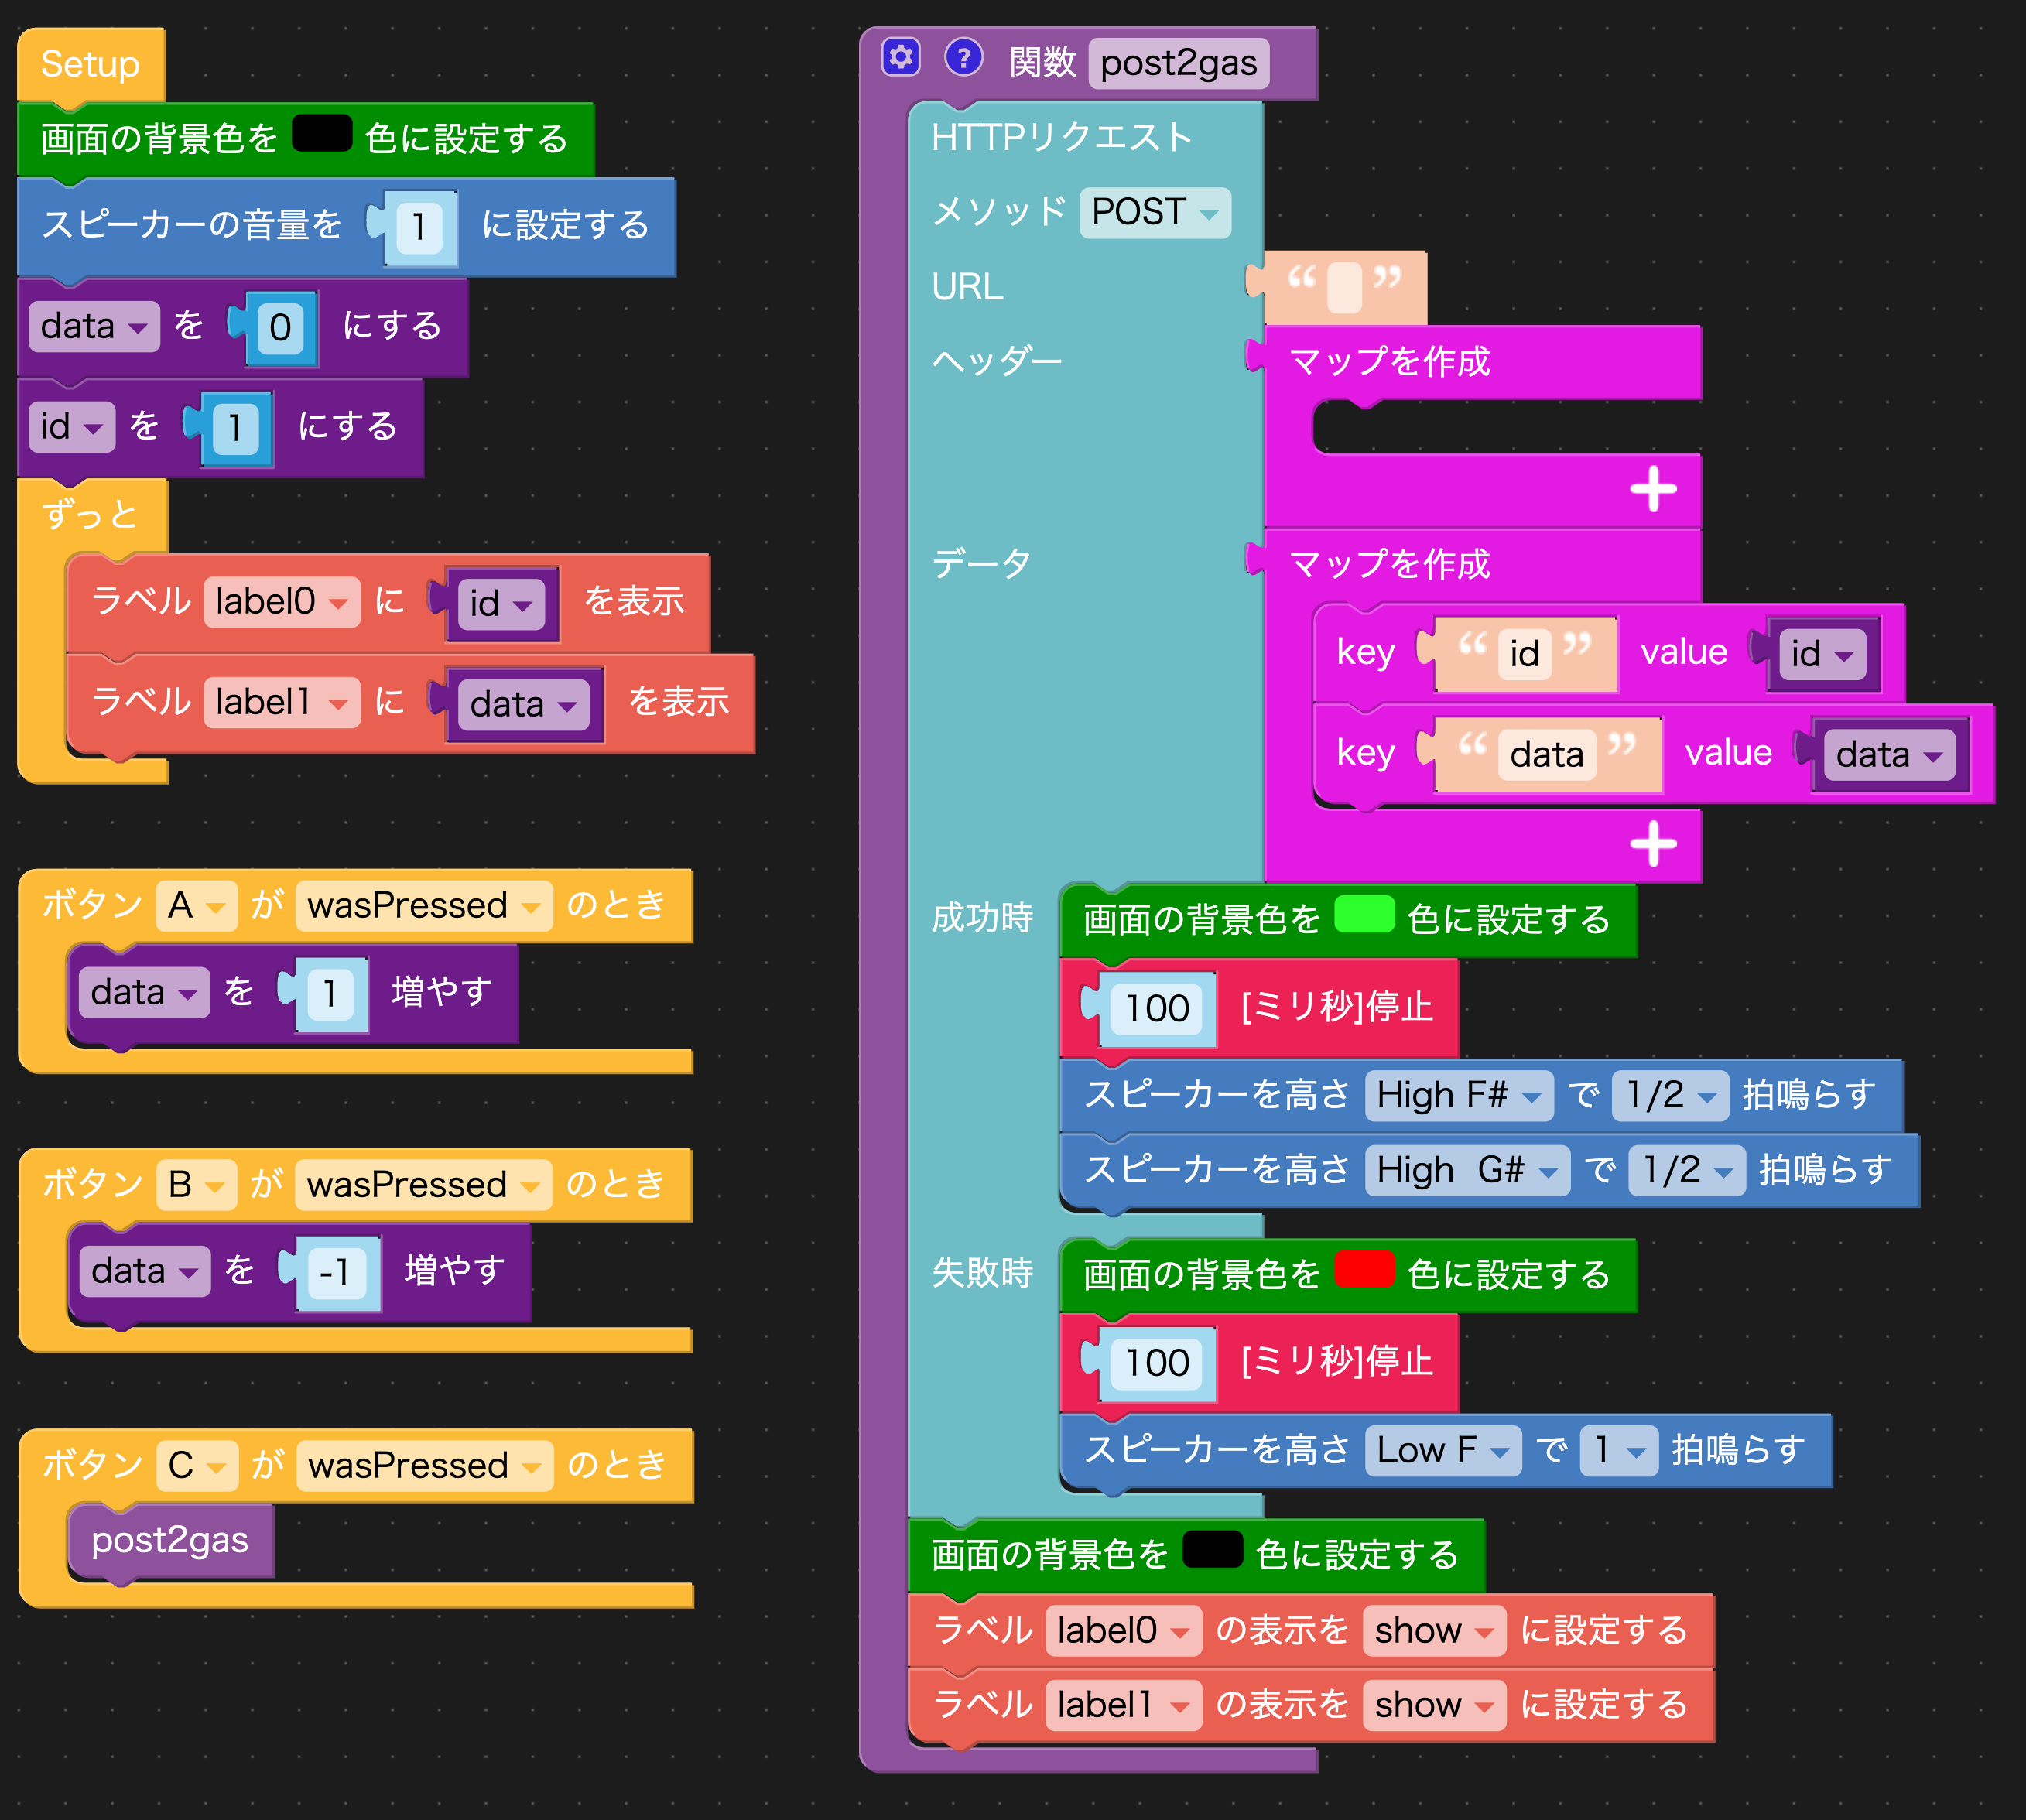 Setup
画面の背景色を 色に設定する
スピーカーの音量を 1 に設定する
data を 0 にする
id を 1 にする
ずっと
ラベル label0 に id を表示
ラベル label1 に data を表示
ボタン A が wasPressed のとき
data を 1 増やす
ボタン B が wasPressed のとき
data を -1 増やす
ボタン C が wasPressed のとき
post2gas
? 関数 post2gas
HTTPリクエスト
メソッド POST
URL “ ”
ヘッダー マップを作成
+
データ マップを作成
key “ id ” value id
key “ data ” value data
+
成功時 画面の背景色を 色に設定する
100 [ミリ秒]停止
スピーカーを高さ High F# で 1/2 拍鳴らす
スピーカーを高さ High G# で 1/2 拍鳴らす
失敗時 画面の背景色を 色に設定する
100 [ミリ秒]停止
スピーカーを高さ Low F で 1 拍鳴らす
画面の背景色を 色に設定する
ラベル label0 の表示を show に設定する
ラベル label1 の表示を show に設定する